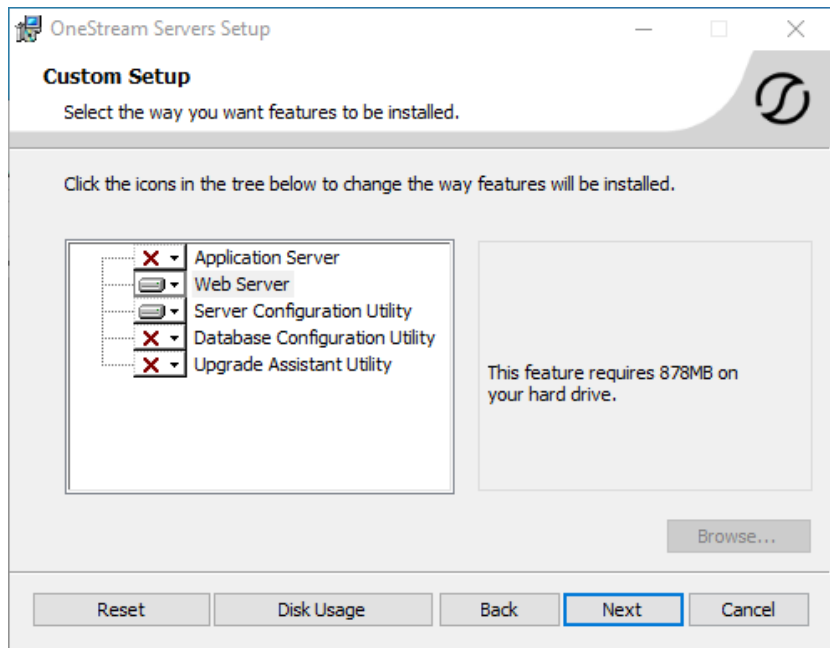 OneStream Servers Setup
Custom Setup
Select the way you want features to be installed.
Click the icons in the tree below to change the way features will be installed.
Application Server
Web Server
Server Configuration Utility
Database Configuration Utility
Upgrade Assistant Utility
This feature requires 878MB on
your hard drive.
Browse...
Reset
Disk Usage
Back
Next
Cancel